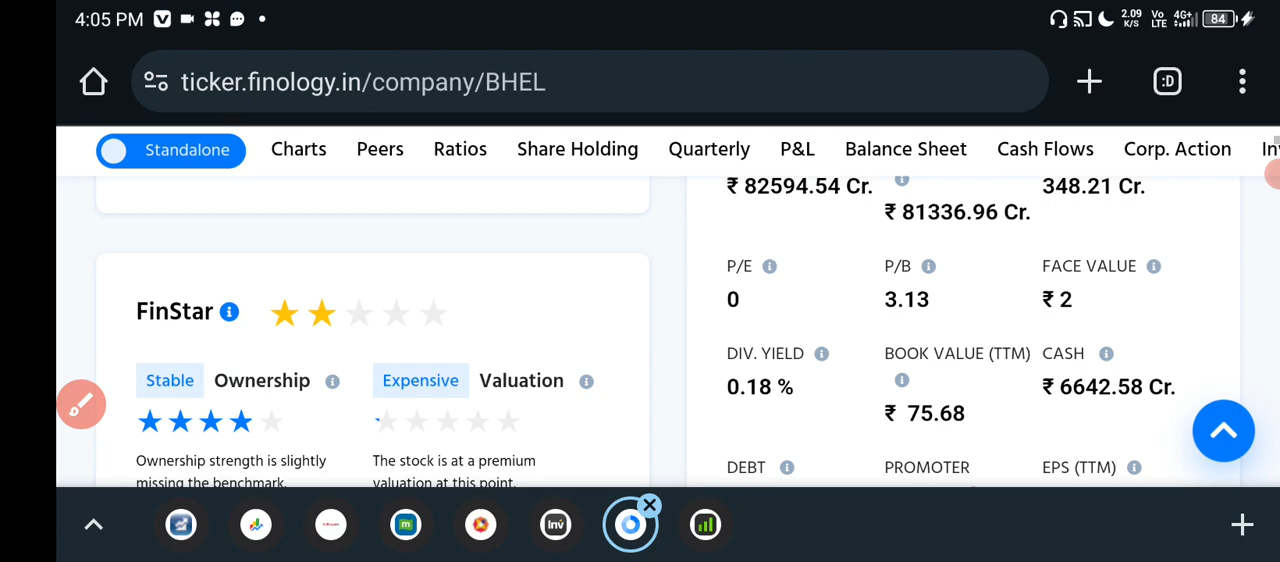 4:05 PM
2.09 K/S Vo LTE 4G+ 84
ticker.finology.in/company/BHEL
:D
Standalone Charts Peers Ratios Share Holding Quarterly P&L Balance Sheet Cash Flows Corp. Action In
₹ 82594.54 Cr.
₹ 81336.96 Cr.
348.21 Cr.
P/E
0
P/B
3.13
FACE VALUE
₹ 2
DIV. YIELD
0.18 %
BOOK VALUE (TTM)
₹ 75.68
CASH
₹ 6642.58 Cr.
DEBT
PROMOTER
EPS (TTM)
FinStar
Stable Ownership
Ownership strength is slightly
missing the benchmark.
Expensive Valuation
The stock is at a premium
valuation at this point.
Inv